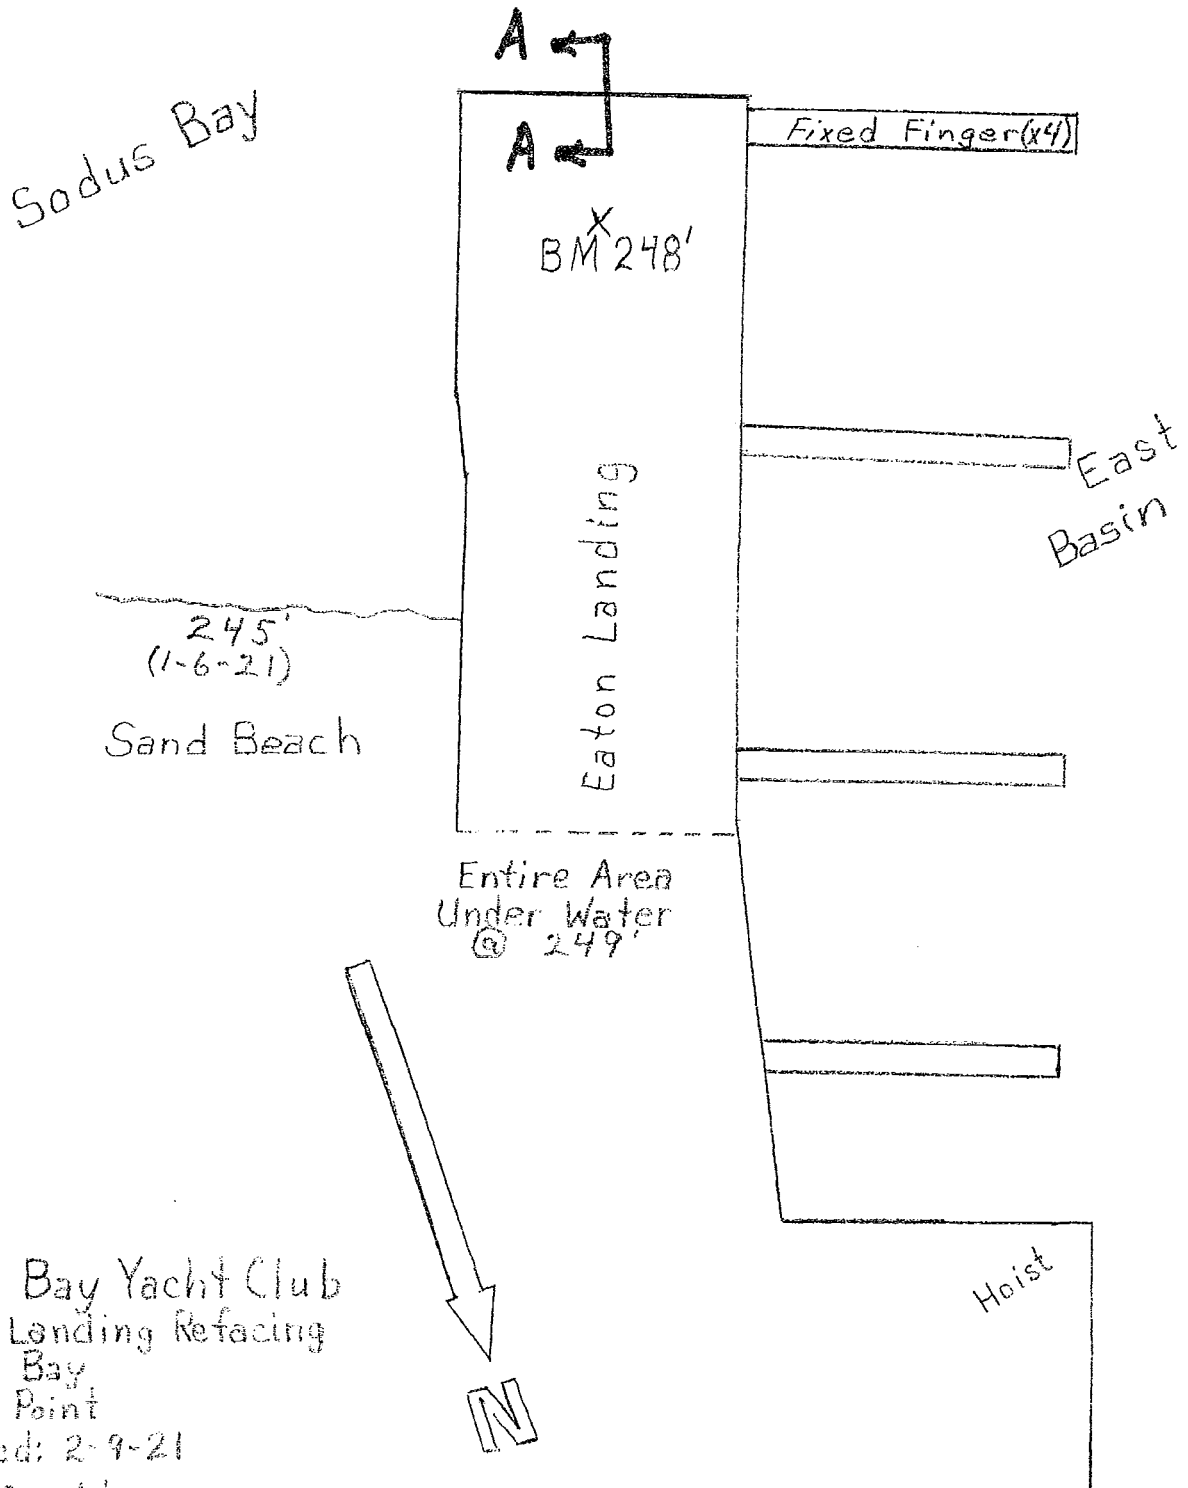 A
A
Sodus Bay
Fixed Finger(x4)
X
BM 248'
East
Basin
Eaton Landing
245'
(1-6-21)
Sand Beach
Entire Area
Under Water
@ 249'
Hoist
N
Bay Yacht Club
Landing Refacing
Bay
Point
ed: 2-9-21